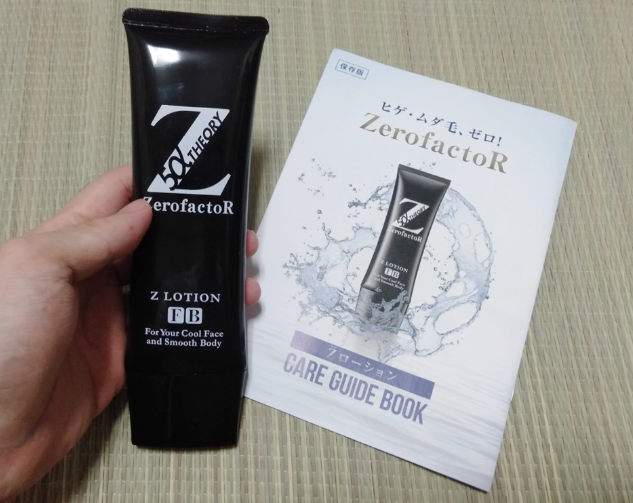 Z
5α THEORY
ZerofactoR
Z LOTION
F B
For Your Cool Face
and Smooth Body
保存版
ヒゲ・ムダ毛、ゼロ!
ZerofactoR
Z
5α THEORY
ZerofactoR
Z LOTION
F B
For Your Cool Face
and Smooth Body
Zローション
CARE GUIDE BOOK